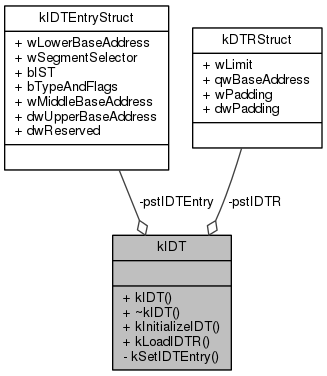 kIDTEntryStruct
+ wLowerBaseAddress
+ wSegmentSelector
+ bIST
+ bTypeAndFlags
+ wMiddleBaseAddress
+ dwUpperBaseAddress
+ dwReserved
kDTRStruct
+ wLimit
+ qwBaseAddress
+ wPadding
+ dwPadding
-pstIDTEntry
-pstIDTR
kIDT
+ kIDT()
+ ~kIDT()
+ kInitializeIDT()
+ kLoadIDTR()
- kSetIDTEntry()